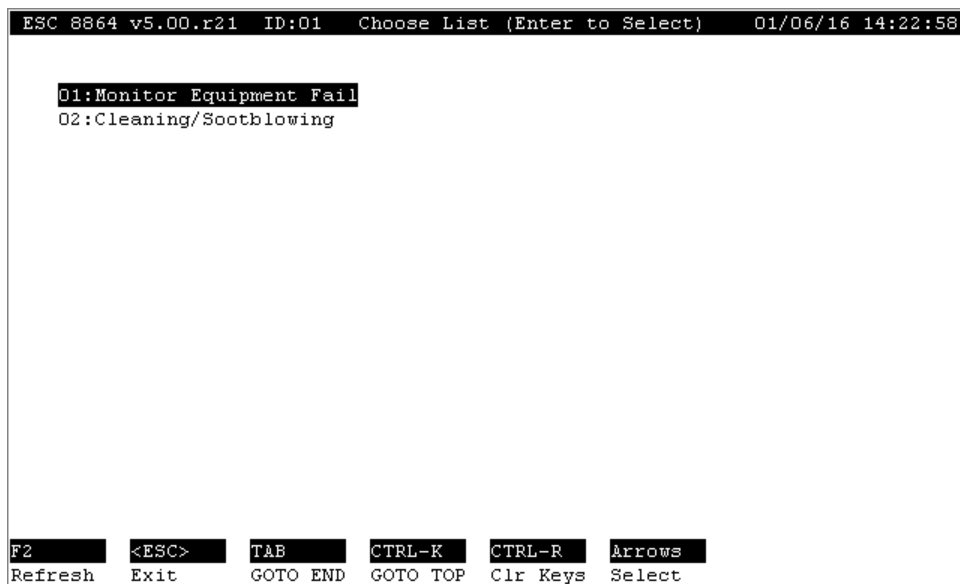 ESC 8864 v5.00.r21 ID:01 Choose List (Enter to Select) 01/06/16 14:22:58
01:Monitor Equipment Fail
02:Cleaning/Sootblowing
F2 <ESC> TAB CTRL-K CTRL-R Arrows
Refresh Exit GOTO END GOTO TOP Clr Keys Select